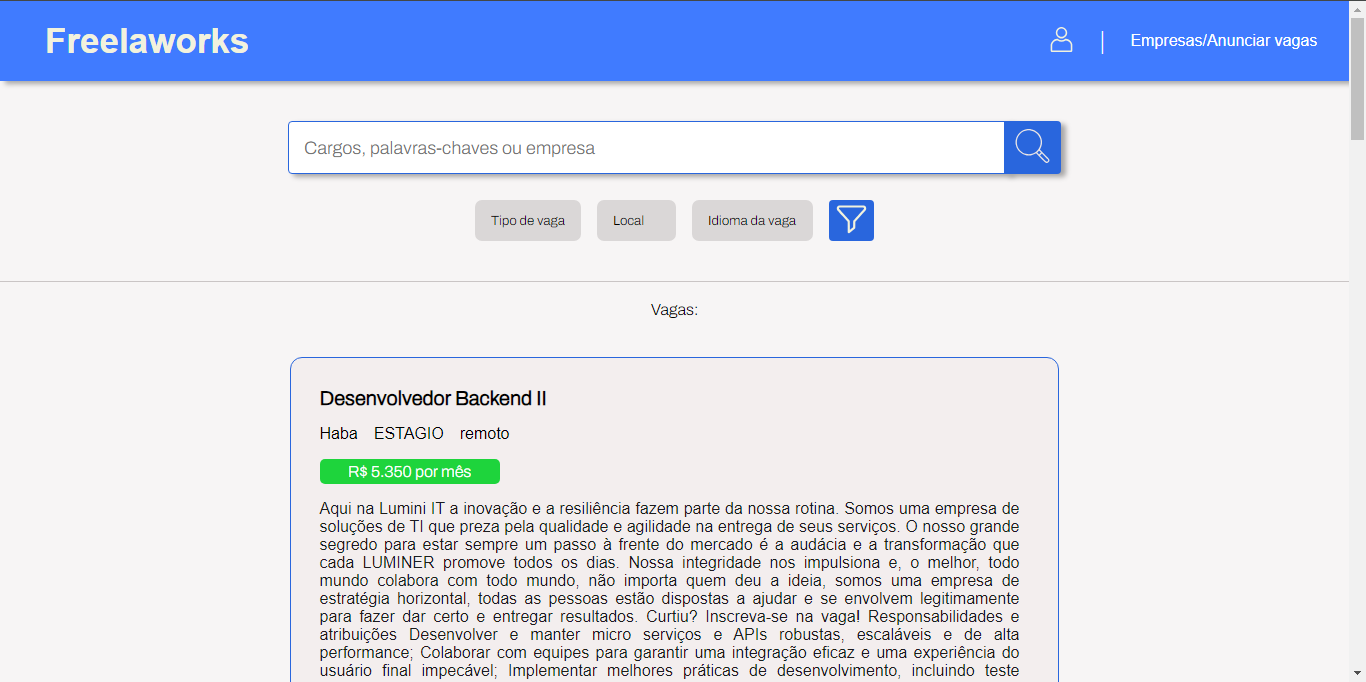 Freelaworks
Empresas/Anunciar vagas
Cargos, palavras-chaves ou empresa
Tipo de vaga
Local
Idioma da vaga
Vagas:
Desenvolvedor Backend II
Haba ESTAGIO remoto
R$ 5.350 por mês
Aqui na Lumini IT a inovação e a resiliência fazem parte da nossa rotina. Somos uma empresa de
soluções de TI que preza pela qualidade e agilidade na entrega de seus serviços. O nosso grande
segredo para estar sempre um passo à frente do mercado é a audácia e a transformação que
cada LUMINER promove todos os dias. Nossa integridade nos impulsiona e, o melhor, todo
mundo colabora com todo mundo, não importa quem deu a ideia, somos uma empresa de
estratégia horizontal, todas as pessoas estão dispostas a ajudar e se envolvem legitimamente
para fazer dar certo e entregar resultados. Curtiu? Inscreva-se na vaga! Responsabilidades e
atribuições Desenvolver e manter micro serviços e APIs robustas, escaláveis e de alta
performance; Colaborar com equipes para garantir uma integração eficaz e uma experiência do
usuário final impecável; Implementar melhores práticas de desenvolvimento, incluindo teste